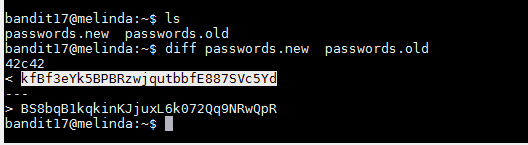 bandit17@melinda:~$ ls
passwords.new  passwords.old
bandit17@melinda:~$ diff passwords.new  passwords.old
42c42
< kfBf3eYk5BPBRzwjqutbbfE887SVc5Yd
---
> BS8bqB1kqkinKJjuxL6k072Qq9NRwQpR
bandit17@melinda:~$